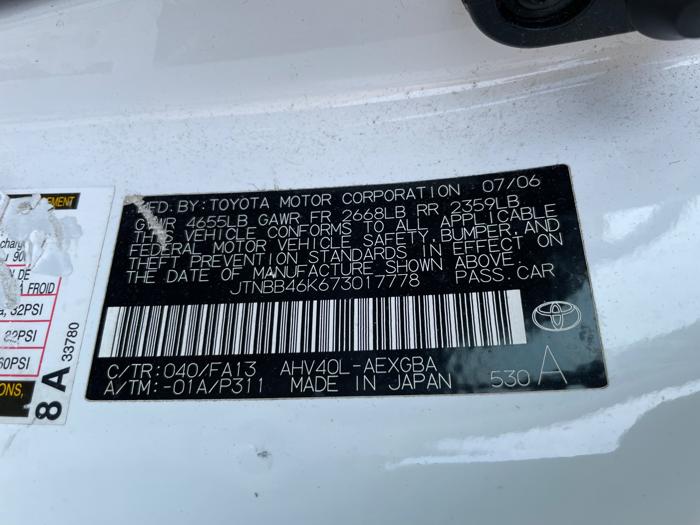 MFD. BY: TOYOTA MOTOR CORPORATION 07/06
GVWR 4655LB GAWR FR 2668LB RR 2359LB
THIS VEHICLE CONFORMS TO ALL APPLICABLE
FEDERAL MOTOR VEHICLE SAFETY, BUMPER, AND
THEFT PREVENTION STANDARDS IN EFFECT ON
THE DATE OF MANUFACTURE SHOWN ABOVE.
JTNBB46K673017778 PASS. CAR
C/TR: 040/FA13 AHV40L-AEXGBA
A/TM: -01A/P311 MADE IN JAPAN 530 A
DE
FROID
32PSI
60PSI
8 A 33780